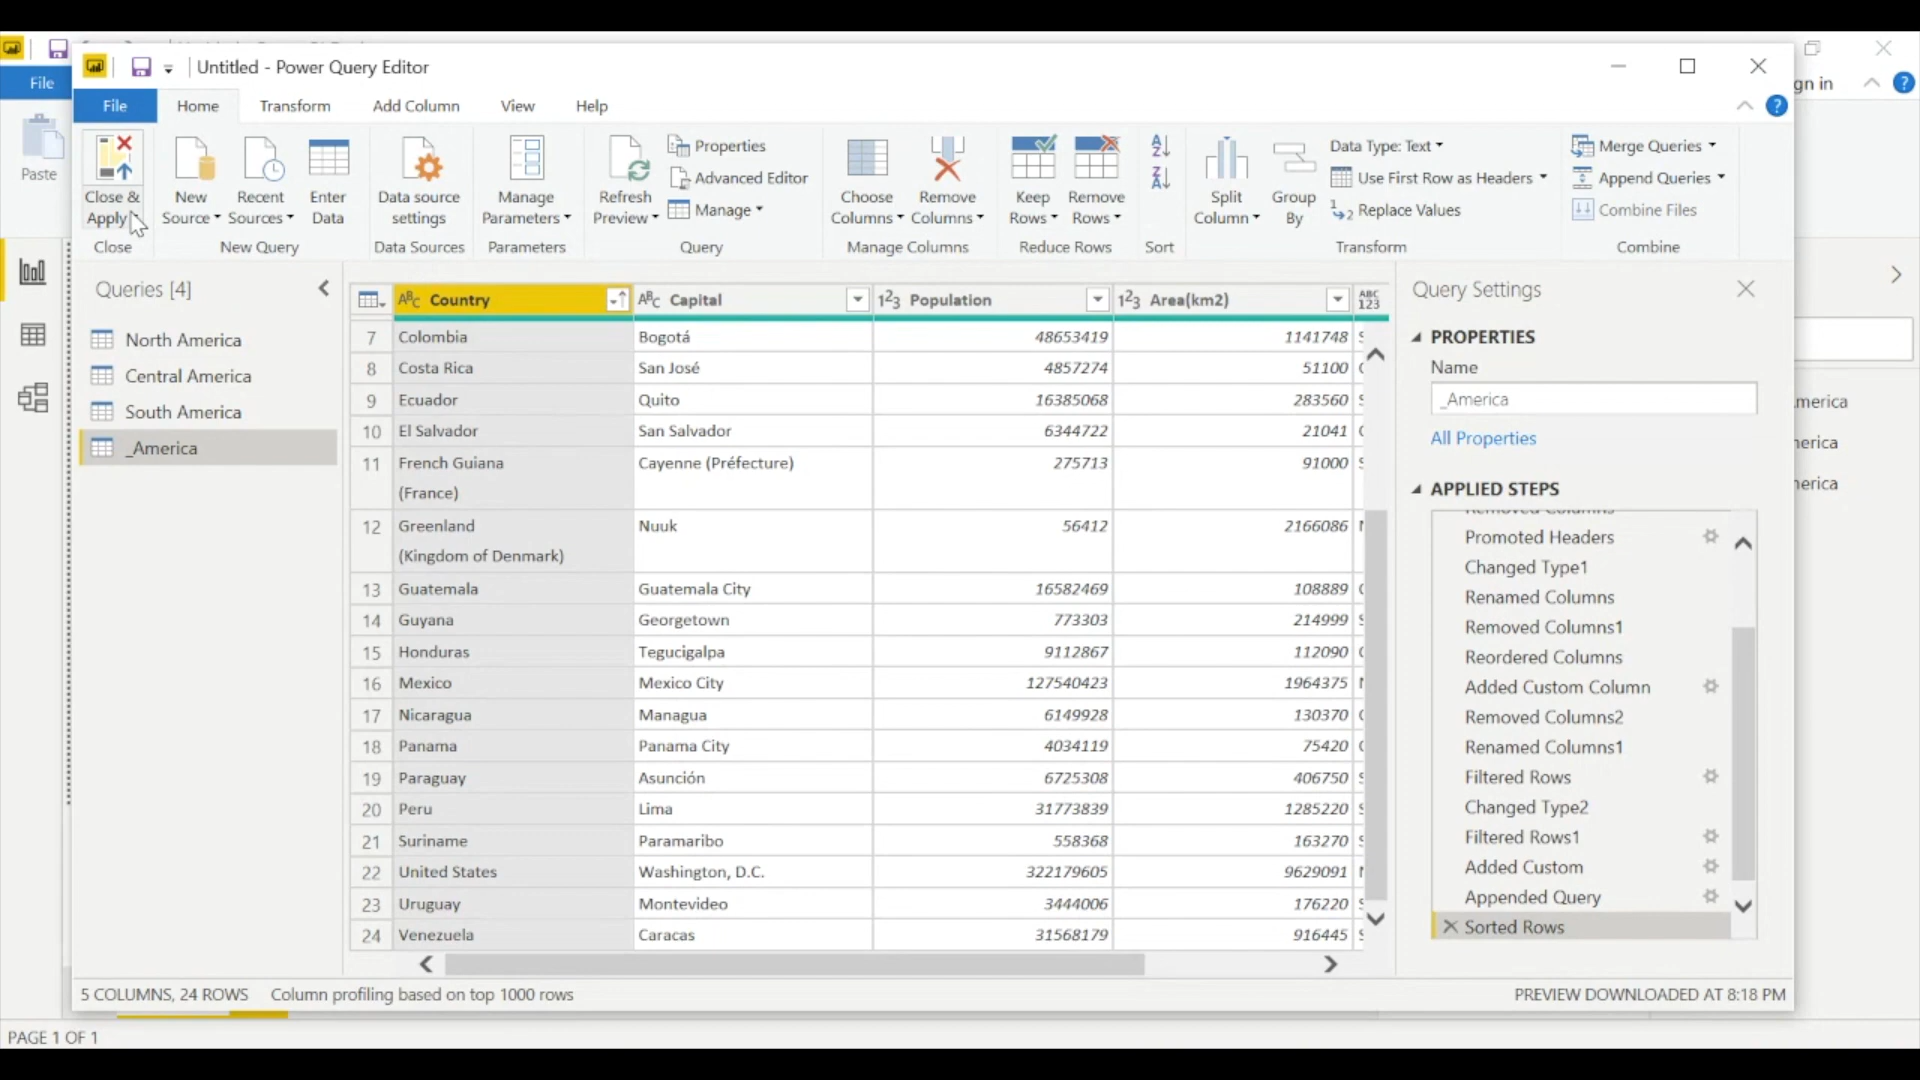 Untitled - Power Query Editor
File
gn in
File
Home
Transform
Add Column
View
Help
Paste
Close &
Apply
Close
New
Source
Recent
Sources
Enter
Data
New Query
Data source
settings
Data Sources
Manage
Parameters
Parameters
Refresh
Preview
Properties
Advanced Editor
Manage
Query
Choose
Columns
Remove
Columns
Manage Columns
Keep
Rows
Remove
Rows
Reduce Rows
Sort
Split
Column
Group
By
Data Type: Text
Use First Row as Headers
Replace Values
Transform
Merge Queries
Append Queries
Combine Files
Combine
Queries [4]
North America
Central America
South America
_America
Country Capital Population Area(km2)
7 Colombia Bogotá 48653419 1141748
8 Costa Rica San José 4857274 51100
9 Ecuador Quito 16385068 283560
10 El Salvador San Salvador 6344722 21041
11 French Guiana Cayenne (Préfecture) 275713 91000
(France)
12 Greenland Nuuk 56412 2166086
(Kingdom of Denmark)
13 Guatemala Guatemala City 16582469 108889
14 Guyana Georgetown 773303 214999
15 Honduras Tegucigalpa 9112867 112090
16 Mexico Mexico City 127540423 1964375
17 Nicaragua Managua 6149928 130370
18 Panama Panama City 4034119 75420
19 Paraguay Asunción 6725308 406750
20 Peru Lima 31773839 1285220
21 Suriname Paramaribo 558368 163270
22 United States Washington, D.C. 322179605 9629091
23 Uruguay Montevideo 3444006 176220
24 Venezuela Caracas 31568179 916445
Query Settings
PROPERTIES
Name
_America
All Properties
APPLIED STEPS
Removed Columns
Promoted Headers
Changed Type1
Renamed Columns
Removed Columns1
Reordered Columns
Added Custom Column
Removed Columns2
Renamed Columns1
Filtered Rows
Changed Type2
Filtered Rows1
Added Custom
Appended Query
Sorted Rows
merica
nerica
nerica
5 COLUMNS, 24 ROWS
Column profiling based on top 1000 rows
PREVIEW DOWNLOADED AT 8:18 PM
PAGE 1 OF 1